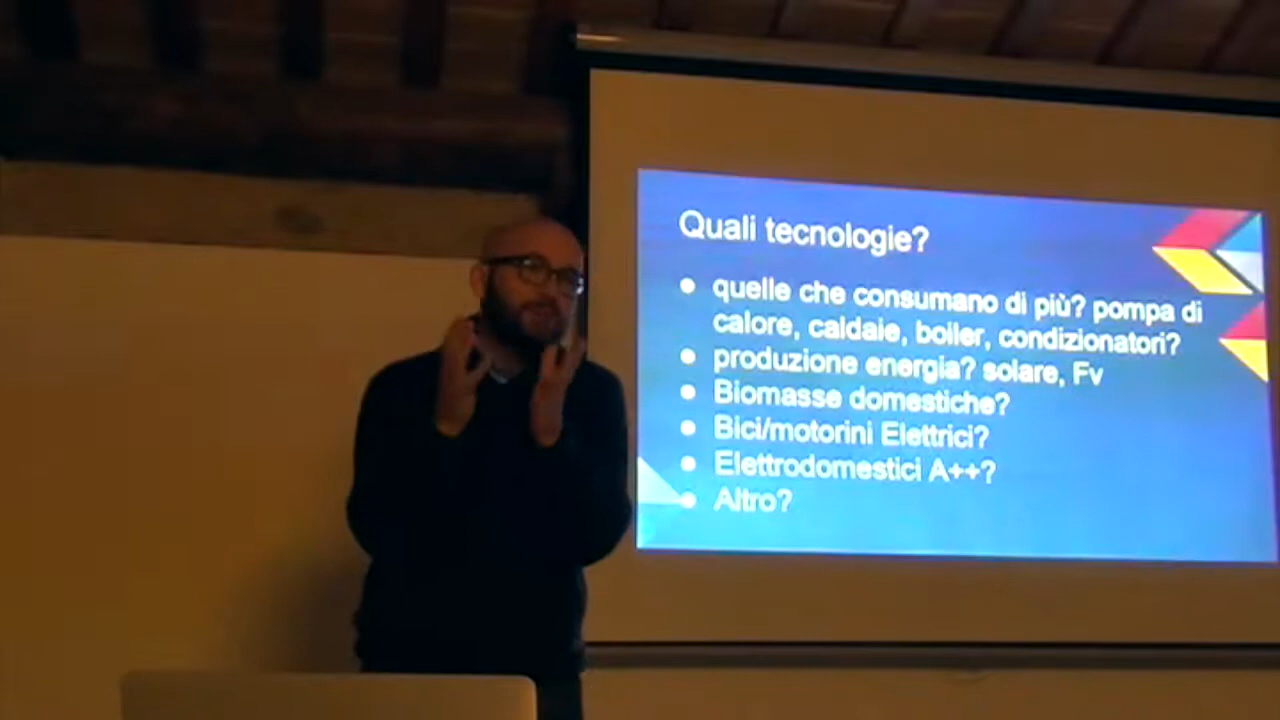 Quali tecnologie?
● quelle che consumano di più? pompa di
calore, caldaie, boiler, condizionatori?
● produzione energia? solare, Fv
● Biomasse domestiche?
● Bici/motorini Elettrici?
● Elettrodomestici A++?
● Altro?